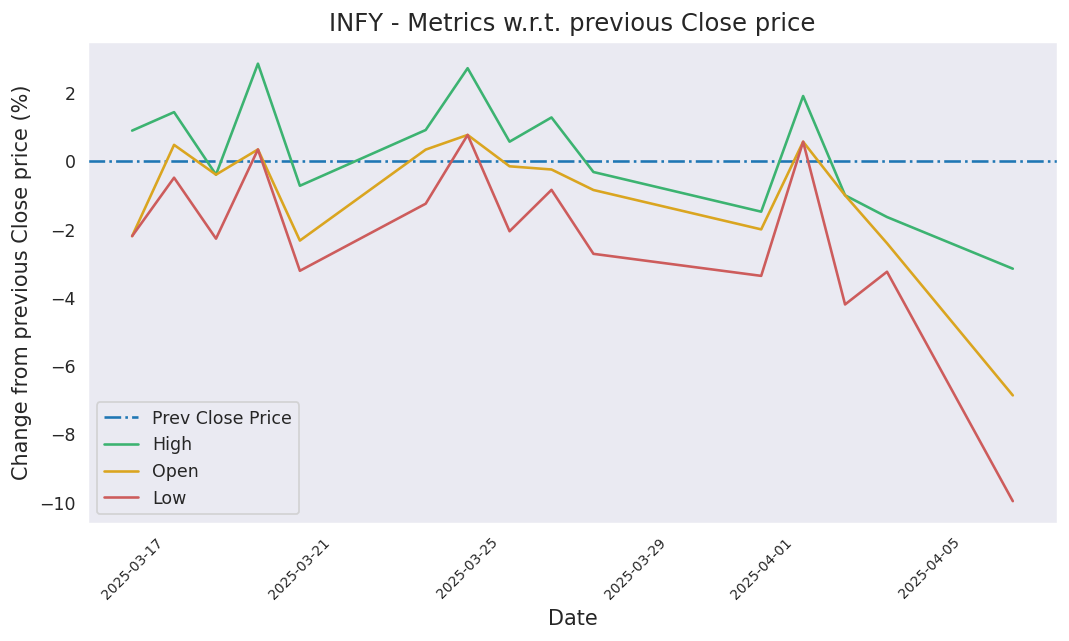 INFY - Metrics w.r.t. previous Close price
Change from previous Close price (%)
2
0
−2
−4
−6
−8
−10
Prev Close Price
High
Open
Low
2025-03-17
2025-03-21
2025-03-25
2025-03-29
2025-04-01
2025-04-05
Date